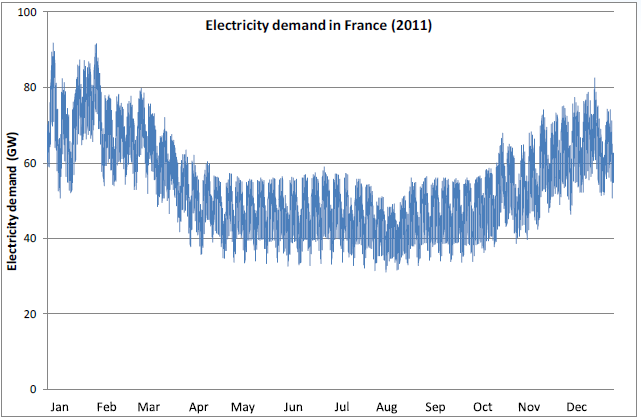 Electricity demand in France (2011)
Electricity demand (GW)
100
80
60
40
20
0
Jan Feb Mar Apr May Jun Jul Aug Sep Oct Nov Dec